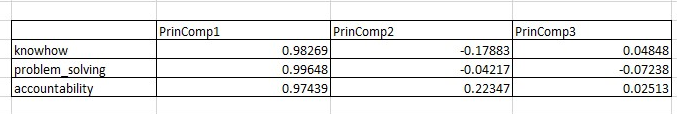 PrinComp1 PrinComp2 PrinComp3
knowhow 0.98269 -0.17883 0.04848
problem_solving 0.99648 -0.04217 -0.07238
accountability 0.97439 0.22347 0.02513